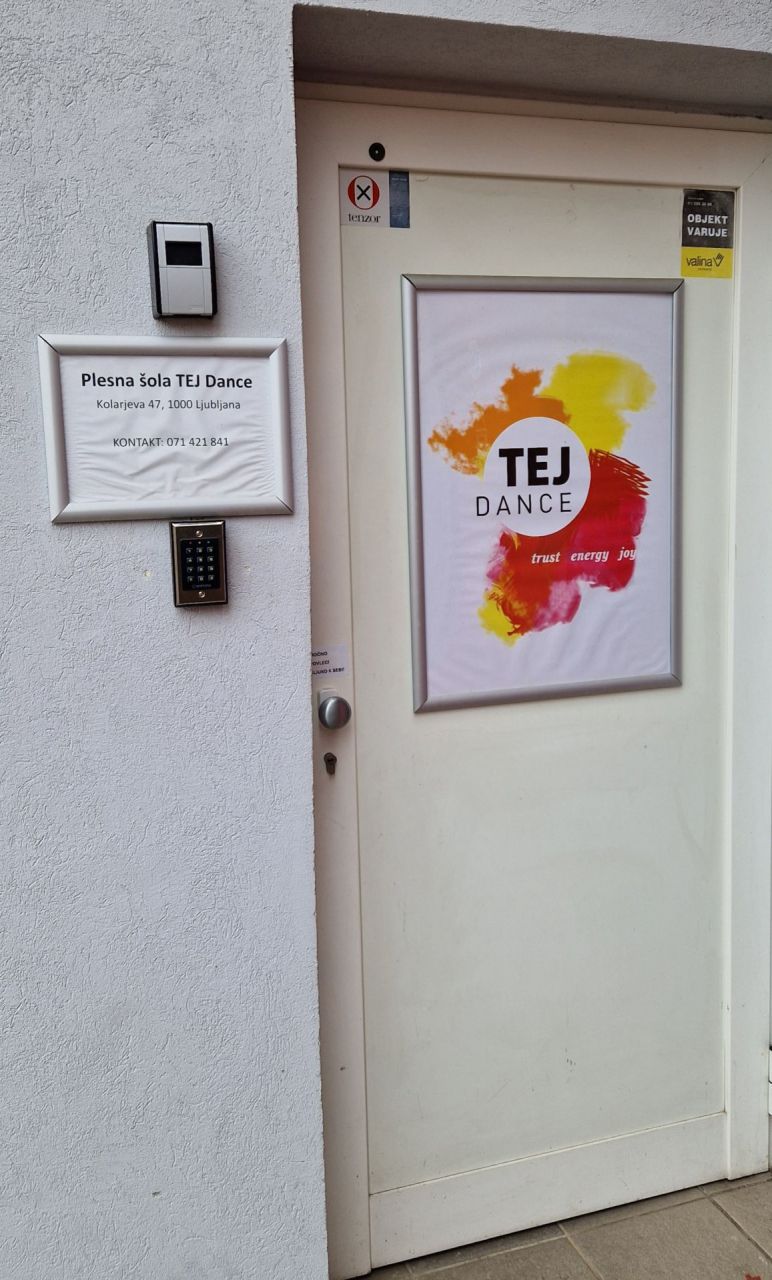 tenzor
OBJEKT
VARUJE
valina
Plesna šola TEJ Dance
Kolarjeva 47, 1000 Ljubljana
KONTAKT: 071 421 841
TEJ
DANCE
trust energy joy